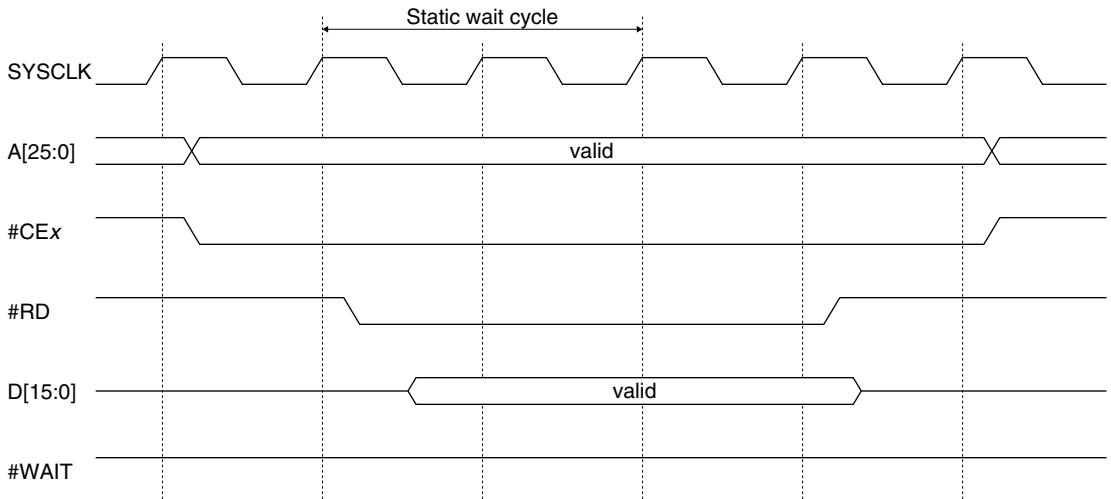 Static wait cycle
SYSCLK
A[25:0]
valid
#CEx
#RD
D[15:0]
valid
#WAIT